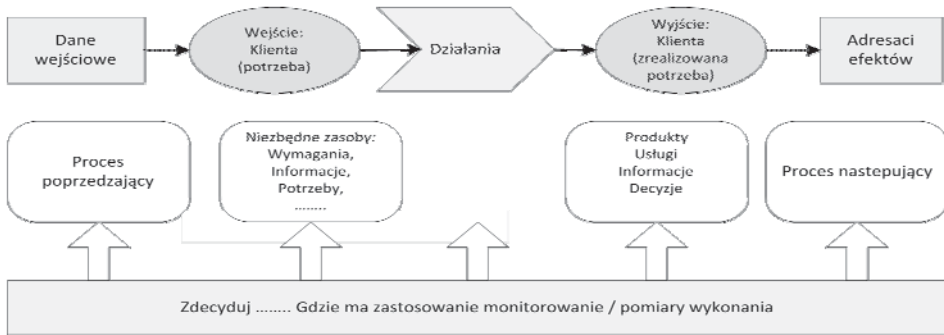 Dane
wejściowe
Wejście:
Klienta
(potrzeba)
Działania
Wyjście:
Klienta
(zrealizowana
potrzeba)
Adresaci
efektów
Proces
poprzedzający
Niezbędne zasoby:
Wymagania,
Informacje,
Potrzeby,
........
Produkty
Usługi
Informacje
Decyzje
Proces nastepujący
Zdecyduj ........ Gdzie ma zastosowanie monitorowanie / pomiary wykonania